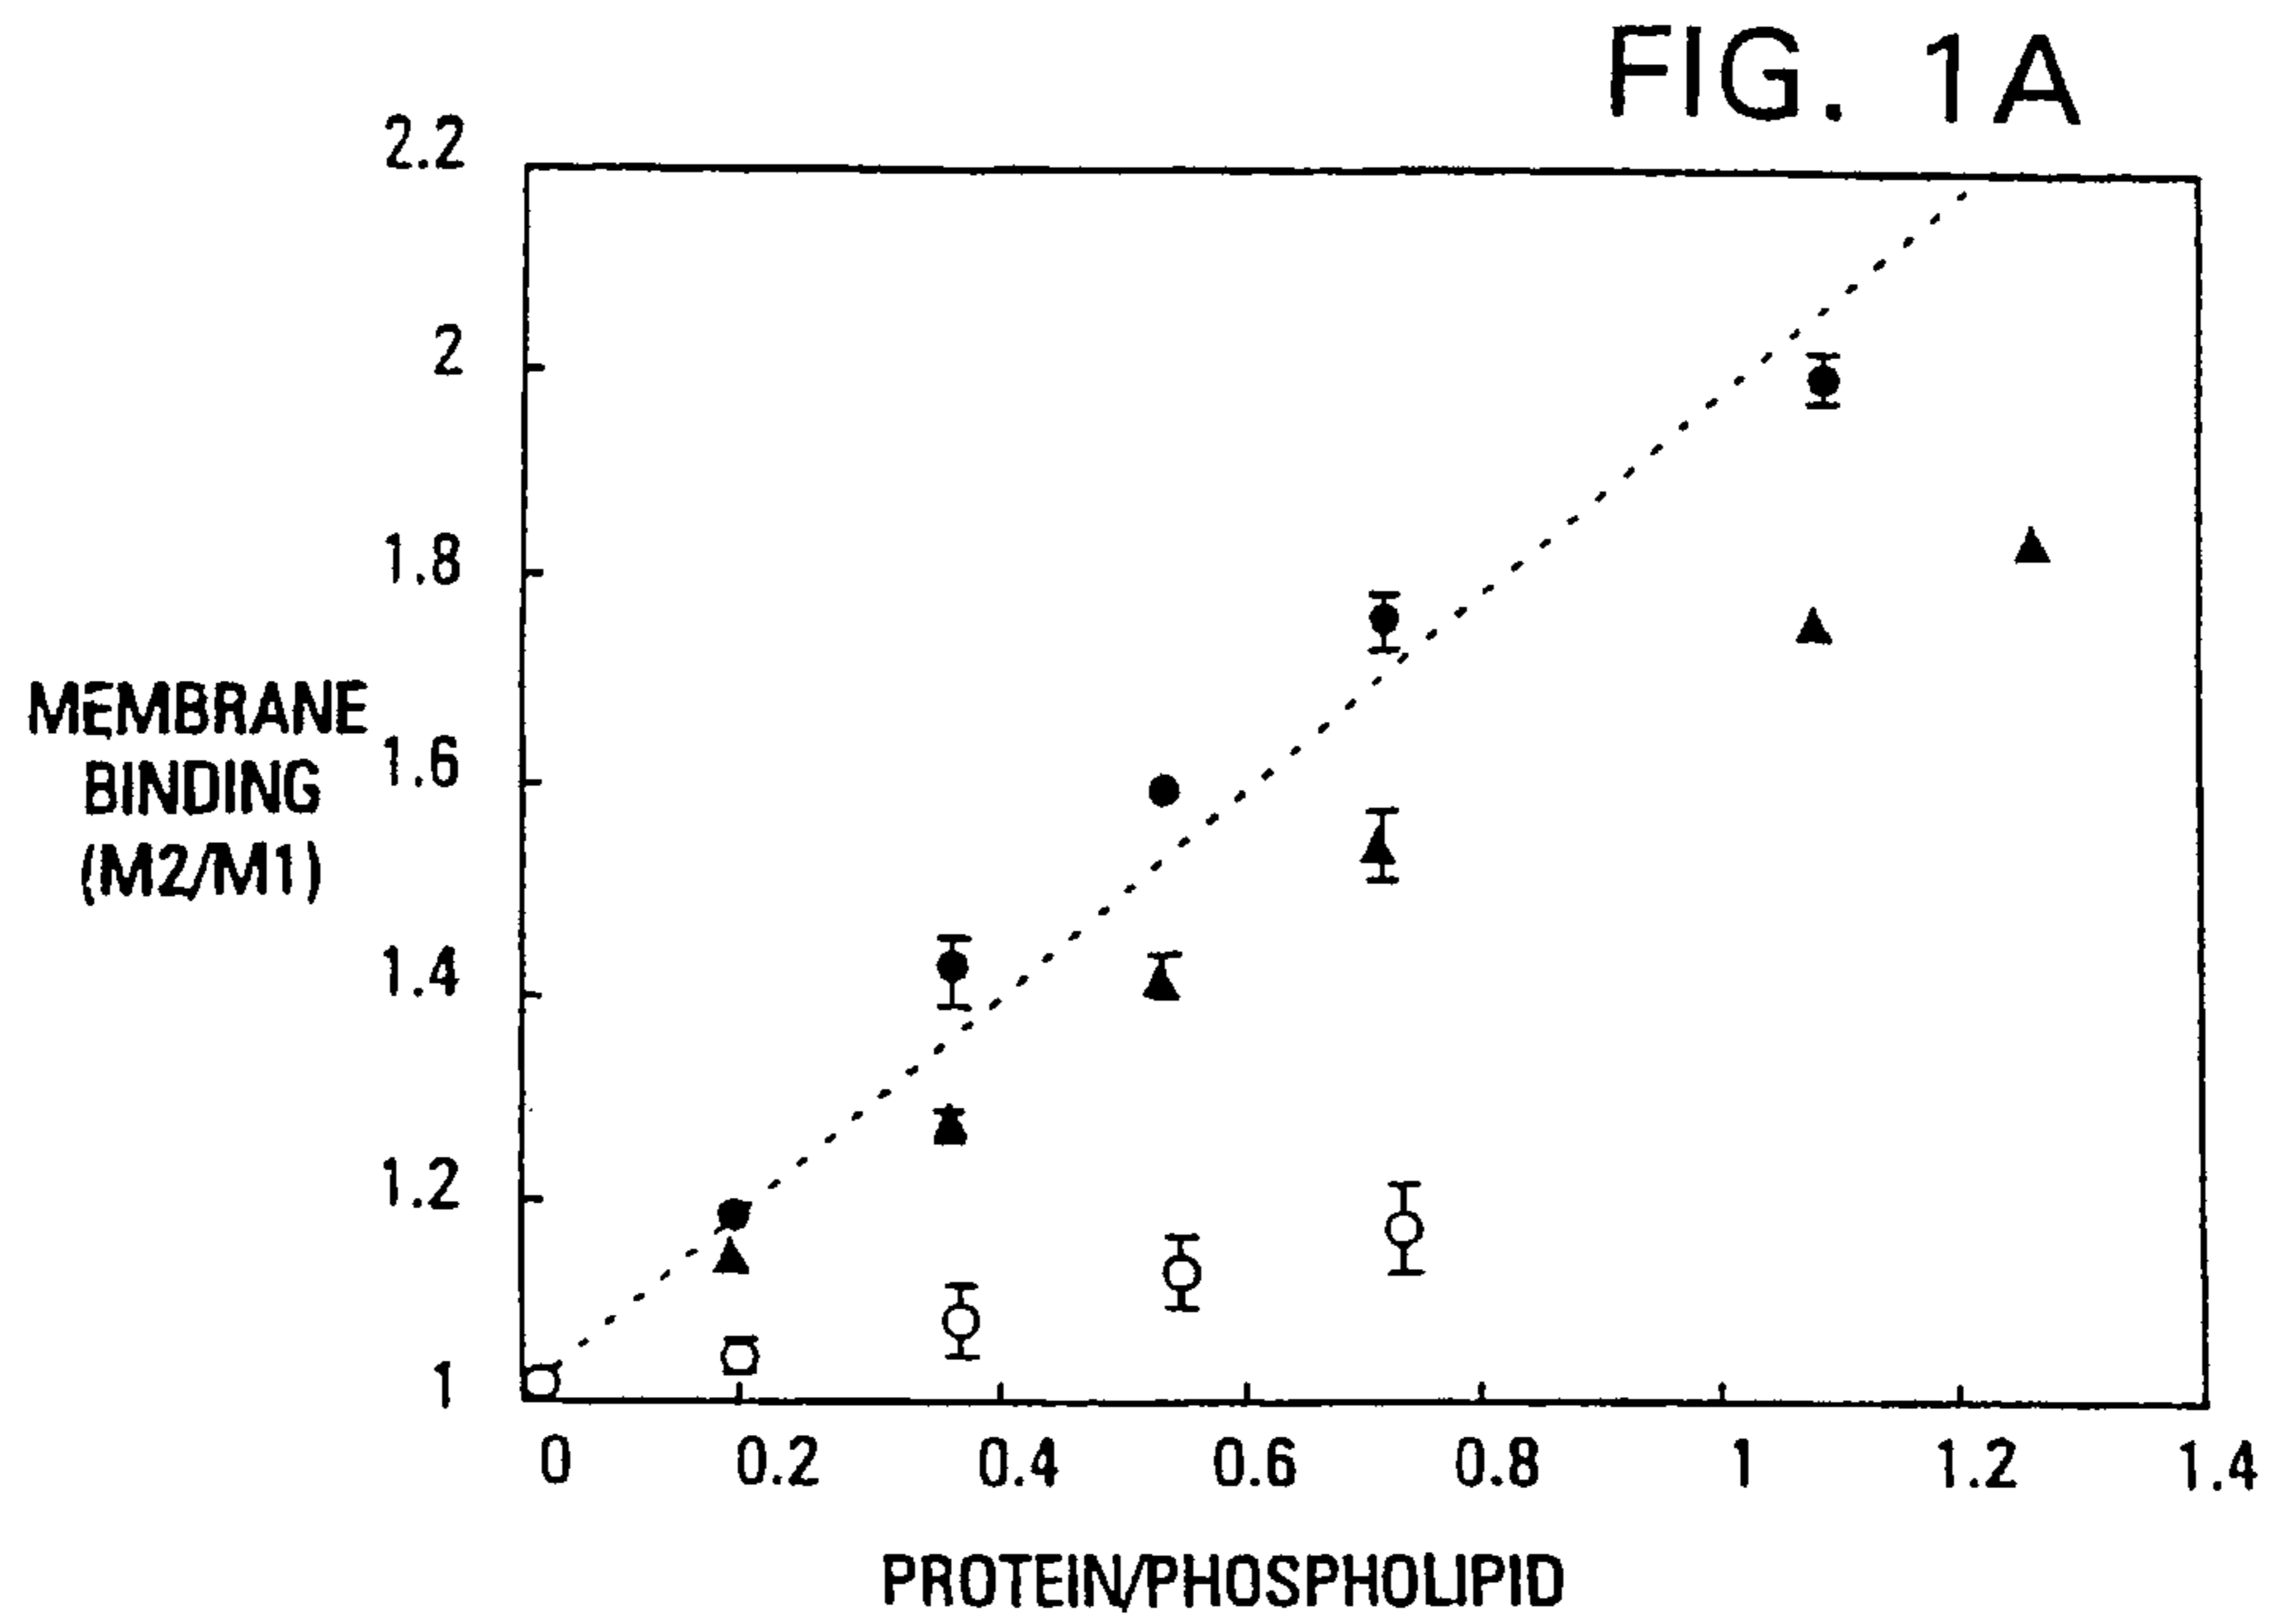 FIG. 1A
2.2
2
1.8
1.6
1.4
1.2
1
MEMBRANE
BINDING
(M2/M1)
0 0.2 0.4 0.6 0.8 1 1.2 1.4
PROTEIN/PHOSPHOLIPID